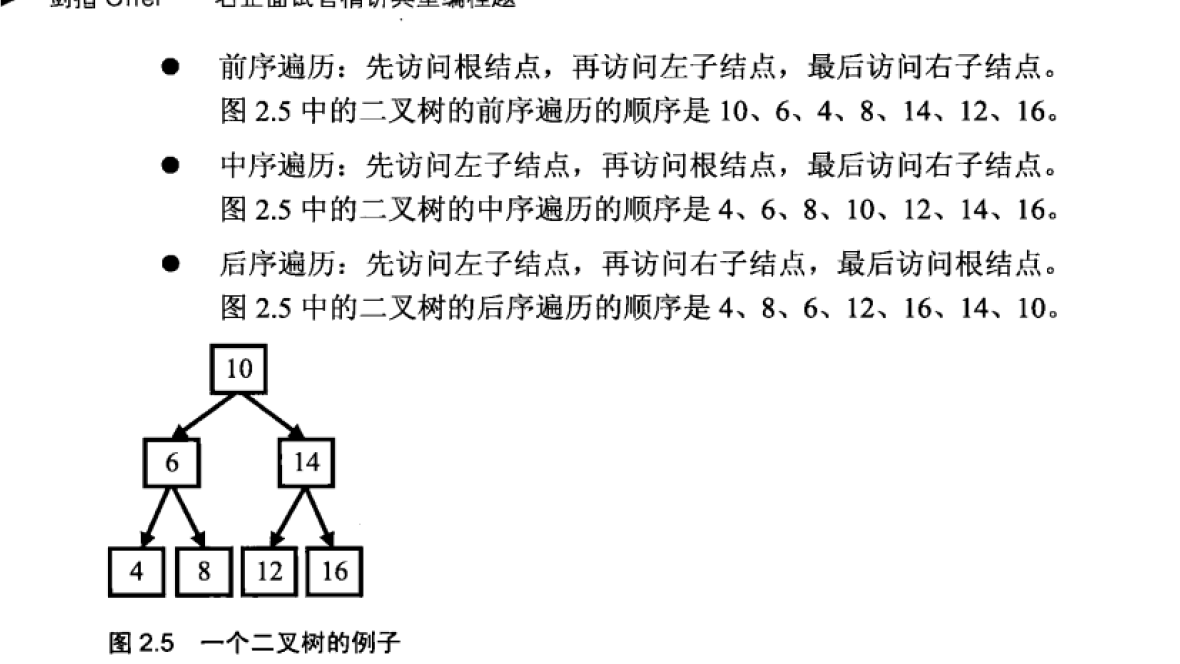 前序遍历：先访问根结点，再访问左子结点，最后访问右子结点。
图 2.5 中的二叉树的前序遍历的顺序是 10、6、4、8、14、12、16。
中序遍历：先访问左子结点，再访问根结点，最后访问右子结点。
图 2.5 中的二叉树的中序遍历的顺序是 4、6、8、10、12、14、16。
后序遍历：先访问左子结点，再访问右子结点，最后访问根结点。
图 2.5 中的二叉树的后序遍历的顺序是 4、8、6、12、16、14、10。
10
6 14
4 8 12 16
图 2.5 一个二叉树的例子